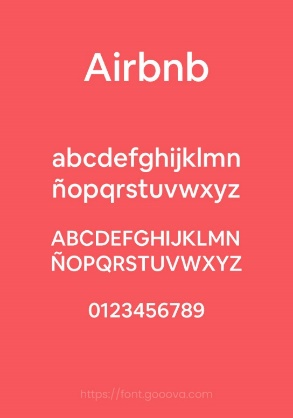 Airbnb
abcdefghijklmn
ñopqrstuvwxyz
ABCDEFGHIJKLMN
ÑOPQRSTUVWXYZ
0123456789
https://font.gooova.com